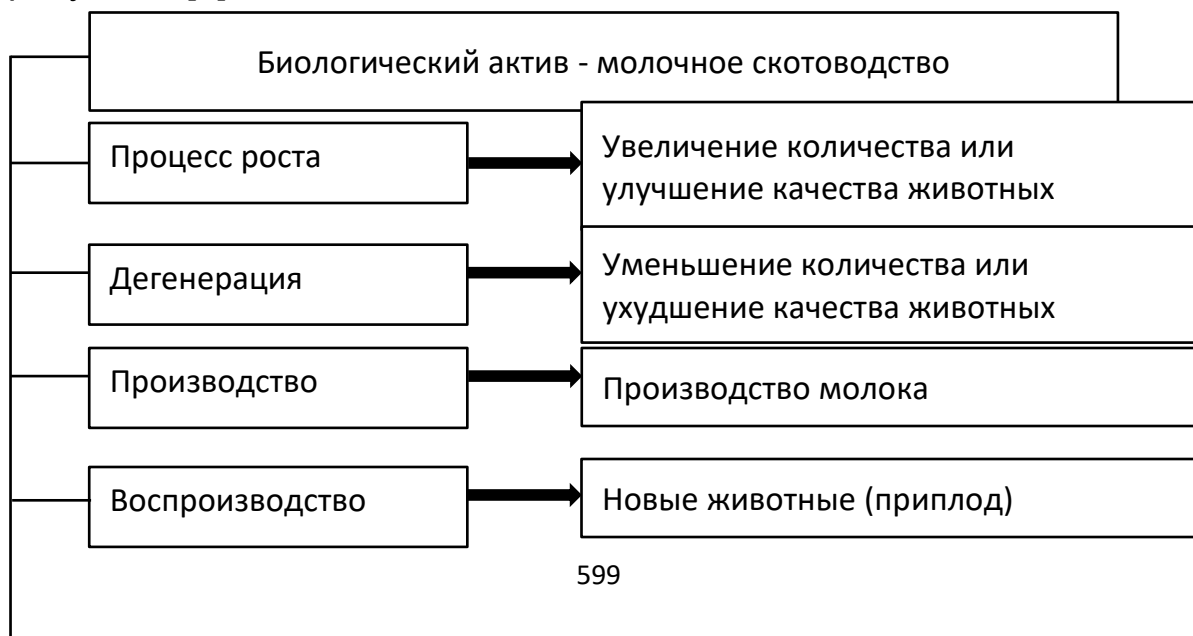 Биологический актив - молочное скотоводство
Процесс роста
Увеличение количества или
улучшение качества животных
Дегенерация
Уменьшение количества или
ухудшение качества животных
Производство
Производство молока
Воспроизводство
Новые животные (приплод)
599